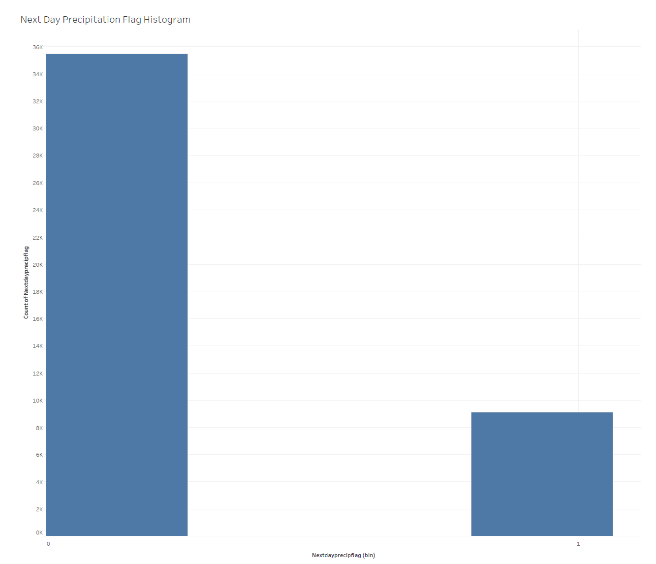 Next Day Precipitation Flag Histogram
36K
34K
32K
30K
28K
26K
24K
22K
20K
18K
16K
14K
12K
10K
8K
6K
4K
2K
0K
Count of Nextdayprecipflag
0
1
Nextdayprecipflag (bin)